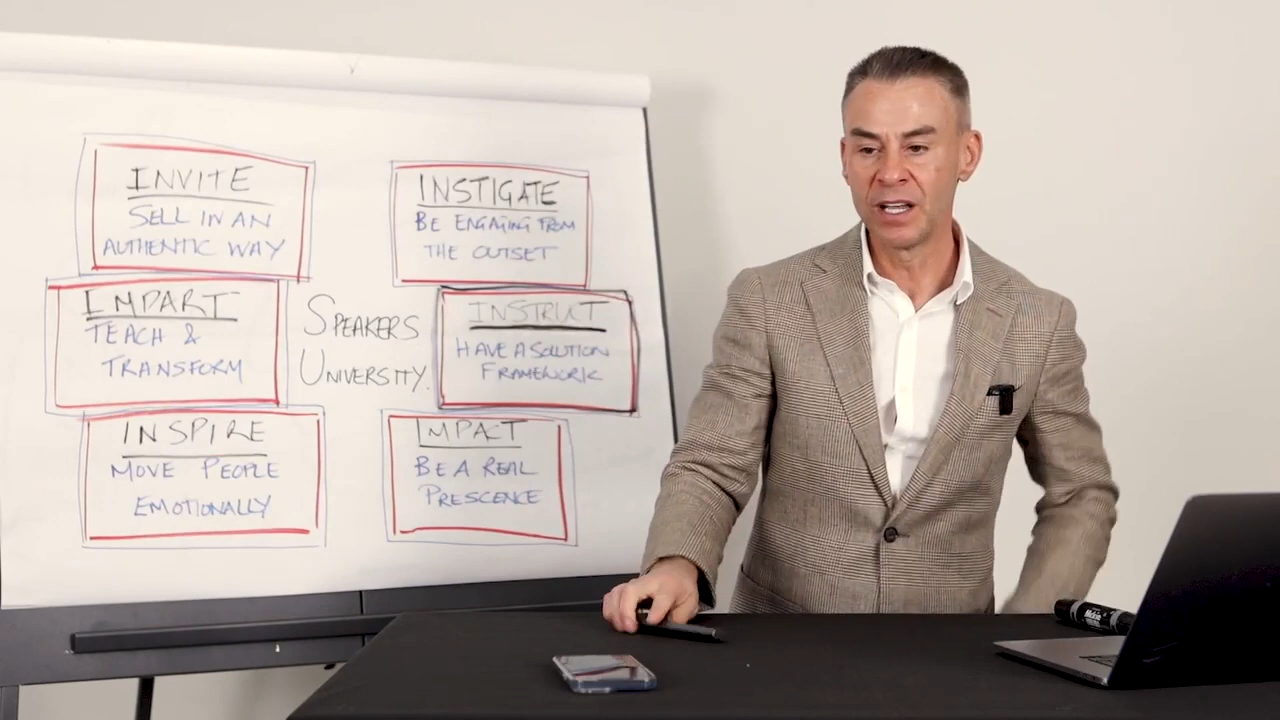 INVITE
SELL IN AN
AUTHENTIC WAY
INSTIGATE
BE ENGAGING FROM
THE OUTSET
IMPART
TEACH &
TRANSFORM
SPEAKERS
UNIVERSITY.
INSTRUCT
HAVE A SOLUTION
FRAMEWORK
INSPIRE
MOVE PEOPLE
EMOTIONALLY
IMPACT
BE A REAL
PRESCENCE